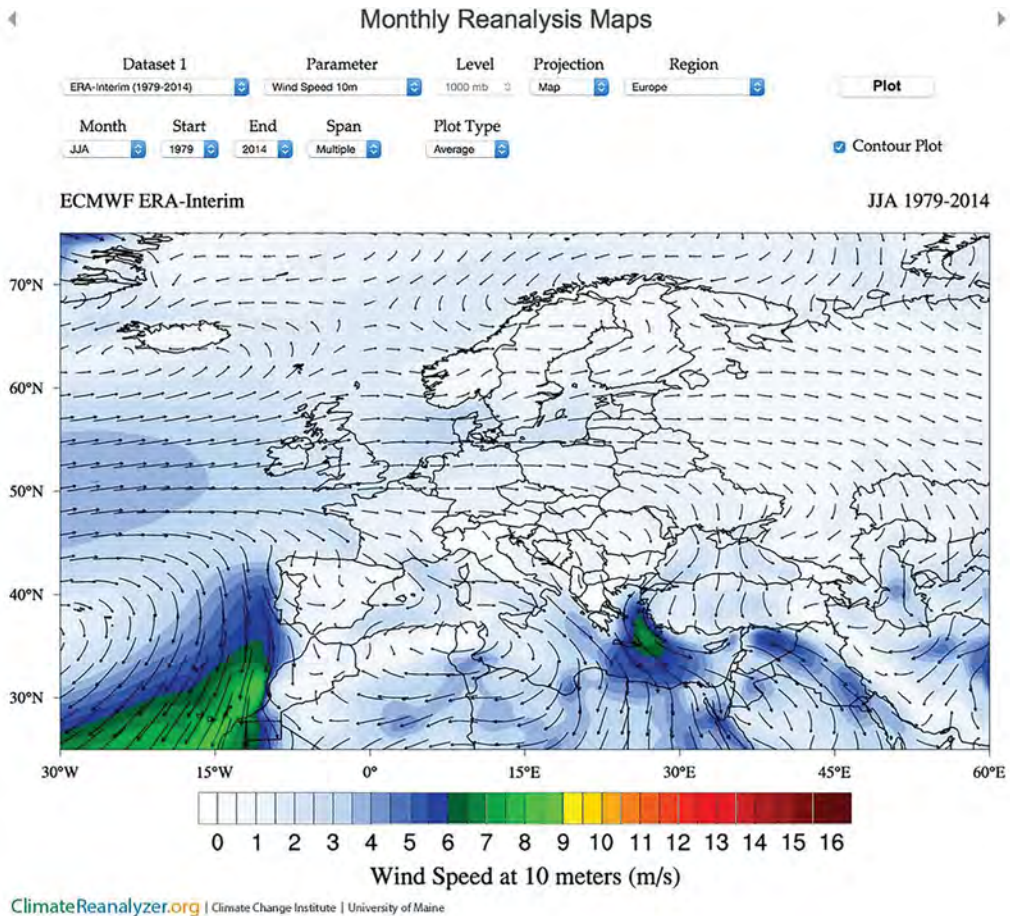 Monthly Reanalysis Maps
Dataset 1 Parameter Level Projection Region
ERA-Interim (1979-2014) Wind Speed 10m 1000 mb Map Europe Plot
Month Start End Span Plot Type
JJA 1979 2014 Multiple Average Contour Plot
ECMWF ERA-Interim JJA 1979-2014
70°N
60°N
50°N
40°N
30°N
30°W 15°W 0° 15°E 30°E 45°E 60°E
0 1 2 3 4 5 6 7 8 9 10 11 12 13 14 15 16
Wind Speed at 10 meters (m/s)
ClimateReanalyzer.org | Climate Change Institute | University of Maine